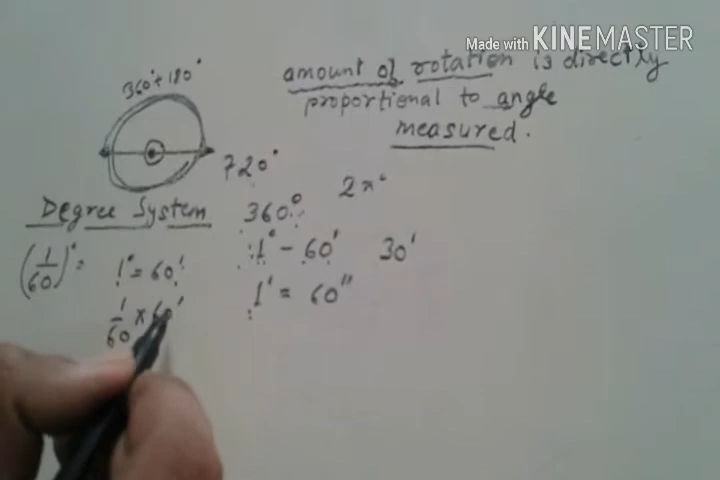 Made with KINEMASTER
360° + 180°
amount of rotation is directly
proportional to angle
measured.
720°
Degree System
360°
2x°
(1/60)° =
1° = 60'
1° - 60'
30'
1/60 × 60'
1' = 60''